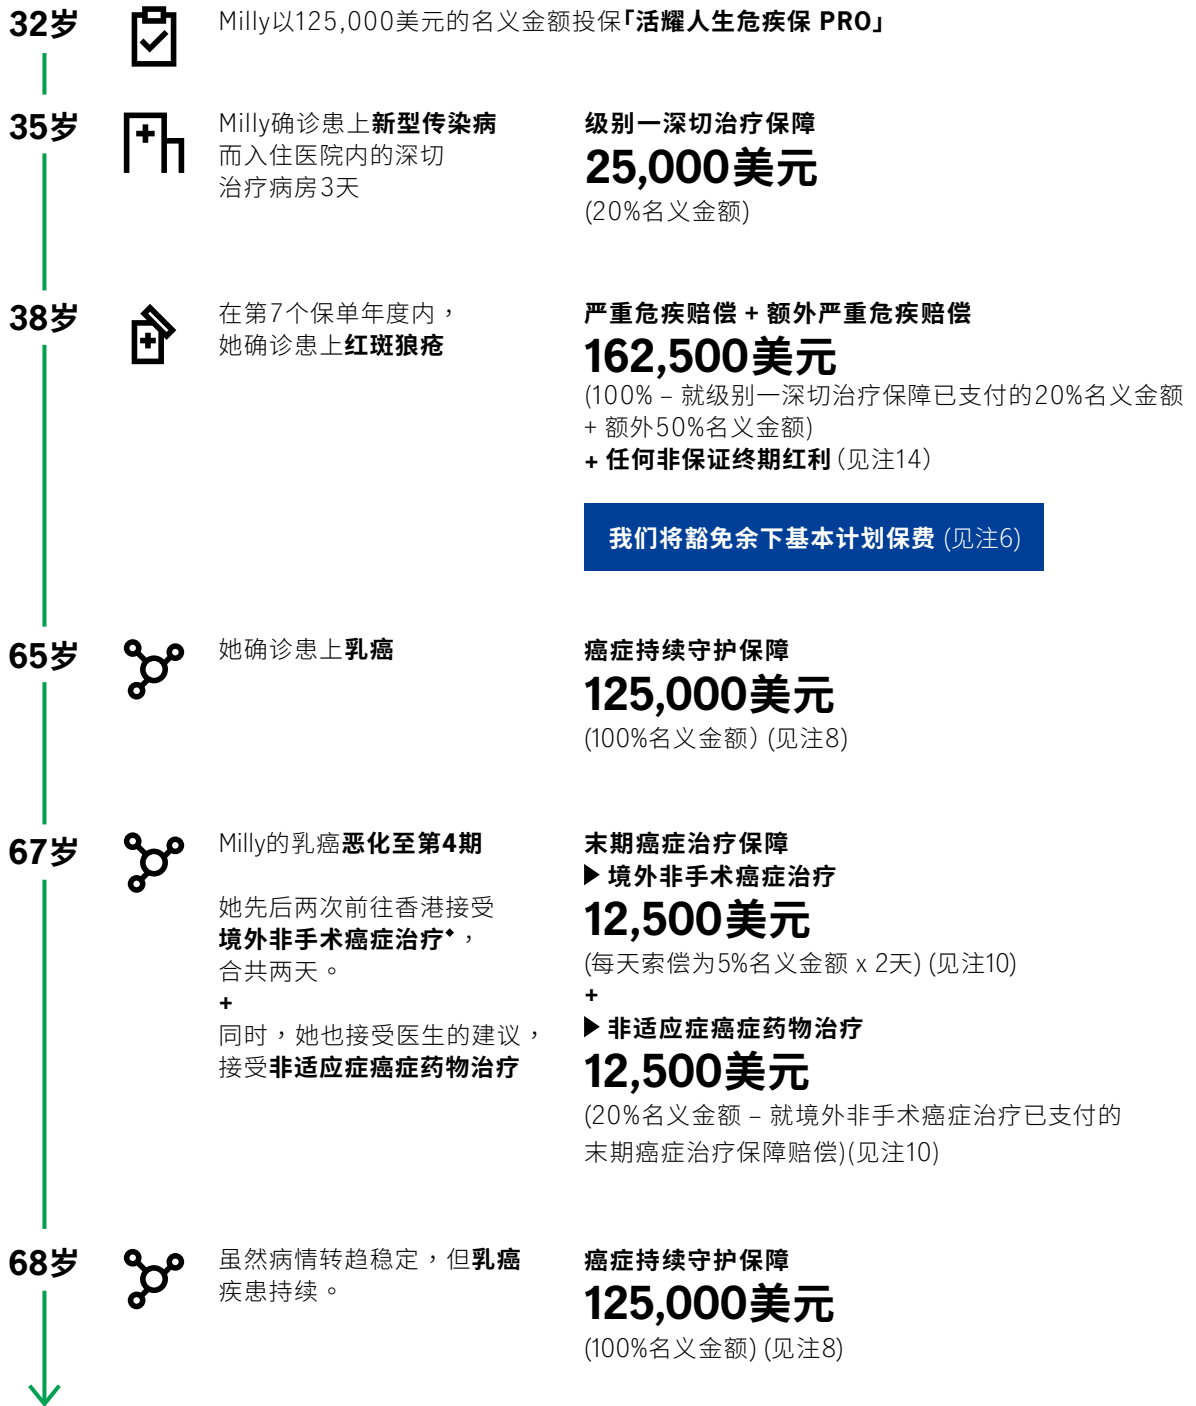 32岁
Milly以125,000美元的名义金额投保「活耀人生危疾保 PRO」
35岁
Milly确诊患上新型传染病
而入住医院内的深切
治疗病房3天
级别一深切治疗保障
25,000美元
(20%名义金额)
38岁
在第7个保单年度内，
她确诊患上红斑狼疮
严重危疾赔偿 + 额外严重危疾赔偿
162,500美元
(100% – 就级别一深切治疗保障已支付的20%名义金额
+ 额外50%名义金额)
+ 任何非保证终期红利（见注14）
我们将豁免余下基本计划保费 (见注6)
65岁
她确诊患上乳癌
癌症持续守护保障
125,000美元
(100%名义金额）(见注8)
67岁
Milly的乳癌恶化至第4期
她先后两次前往香港接受
境外非手术癌症治疗◆，
合共两天。
+
同时，她也接受医生的建议，
接受非适应症癌症药物治疗
末期癌症治疗保障
▶ 境外非手术癌症治疗
12,500美元
(每天索偿为5%名义金额 x 2天) (见注10)
+
▶ 非适应症癌症药物治疗
12,500美元
(20%名义金额 – 就境外非手术癌症治疗已支付的
末期癌症治疗保障赔偿)(见注10)
68岁
虽然病情转趋稳定，但乳癌
疾患持续。
癌症持续守护保障
125,000美元
(100%名义金额) (见注8)